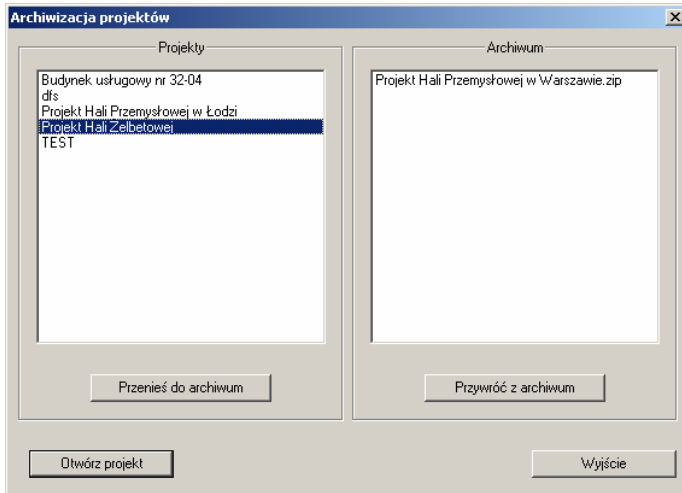 Archiwizacja projektów
Projekty
Budynek usługowy nr 32-04
dfs
Projekt Hali Przemysłowej w Łodzi
Projekt Hali Żelbetowej
TEST
Przenieś do archiwum
Archiwum
Projekt Hali Przemysłowej w Warszawie.zip
Przywróć z archiwum
Otwórz projekt
Wyjście